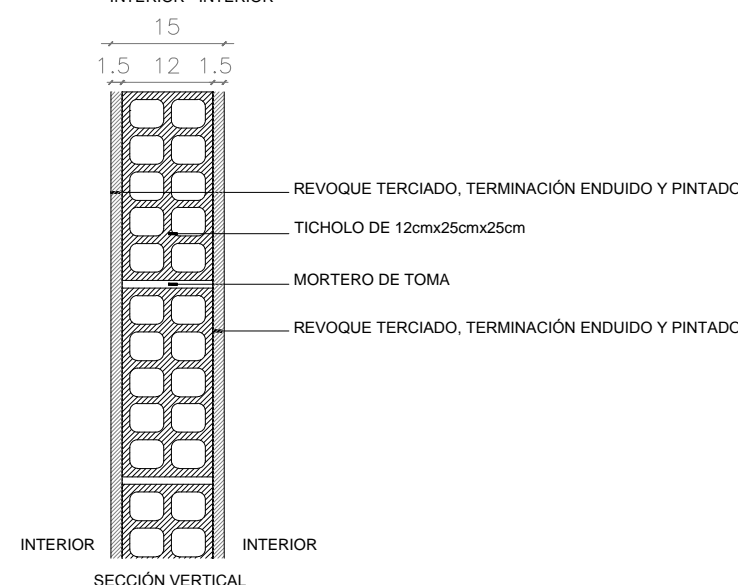 INTERIOR - INTERIOR
15
1.5 12 1.5
REVOQUE TERCIADO, TERMINACIÓN ENDUIDO Y PINTADO
TICHOLO DE 12cmx25cmx25cm
MORTERO DE TOMA
REVOQUE TERCIADO, TERMINACIÓN ENDUIDO Y PINTADO
INTERIOR INTERIOR
SECCIÓN VERTICAL